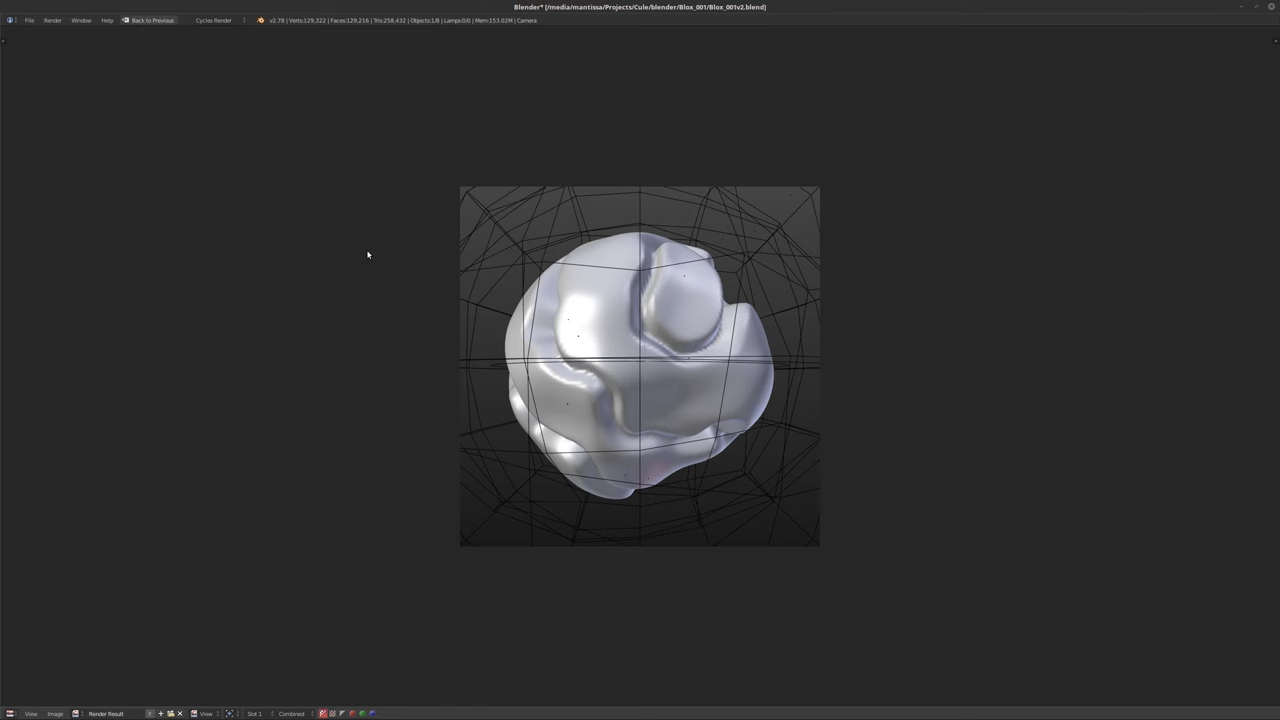 Blender* [/media/mantissa/Projects/Cule/blender/Blox_001/Blox_001v2.blend]
File Render Window Help Back to Previous Cycles Render v2.78 | Verts:129,322 | Faces:129,216 | Tris:258,432 | Objects:1/8 | Lamps:0/0 | Mem:153.02M | Camera
View Image Render Result F View Slot 1 Combined